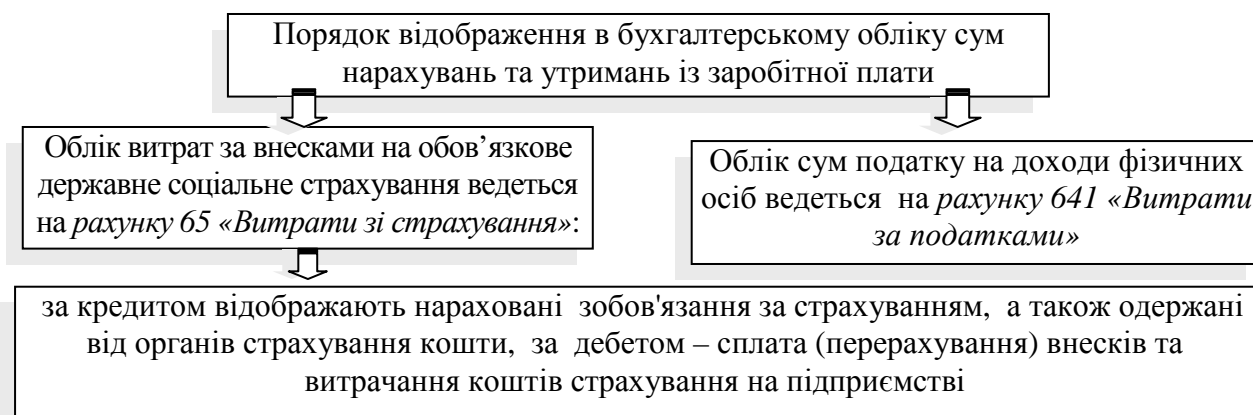 Порядок відображення в бухгалтерському обліку сум
нарахувань та утримань із заробітної плати
Облік витрат за внесками на обов’язкове
державне соціальне страхування ведеться
на рахунку 65 «Витрати зі страхування»:
Облік сум податку на доходи фізичних
осіб ведеться на рахунку 641 «Витрати
за податками»
за кредитом відображають нараховані зобов'язання за страхуванням, а також одержані
від органів страхування кошти, за дебетом – сплата (перерахування) внесків та
витрачання коштів страхування на підприємстві